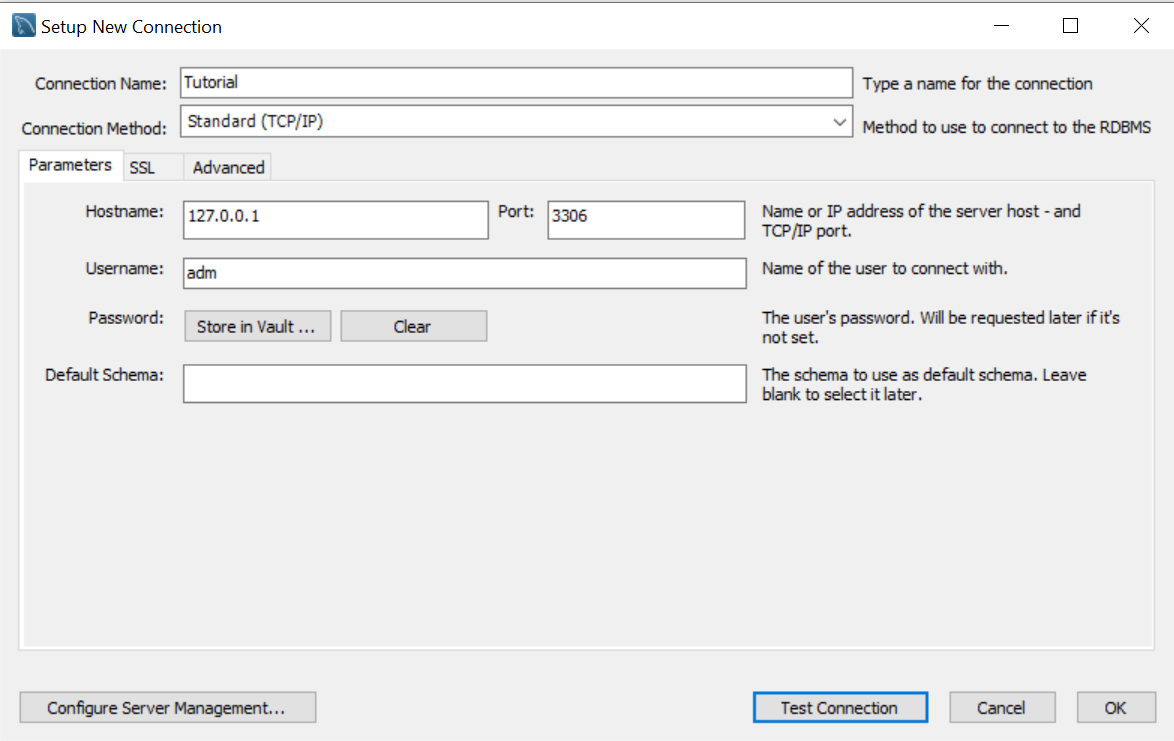 Setup New Connection
Connection Name: Tutorial Type a name for the connection
Connection Method: Standard (TCP/IP) Method to use to connect to the RDBMS
Parameters SSL Advanced
Hostname: 127.0.0.1 Port: 3306 Name or IP address of the server host - and
TCP/IP port.
Username: adm Name of the user to connect with.
Password: Store in Vault ... Clear The user's password. Will be requested later if it's
not set.
Default Schema: The schema to use as default schema. Leave
blank to select it later.
Configure Server Management... Test Connection Cancel OK